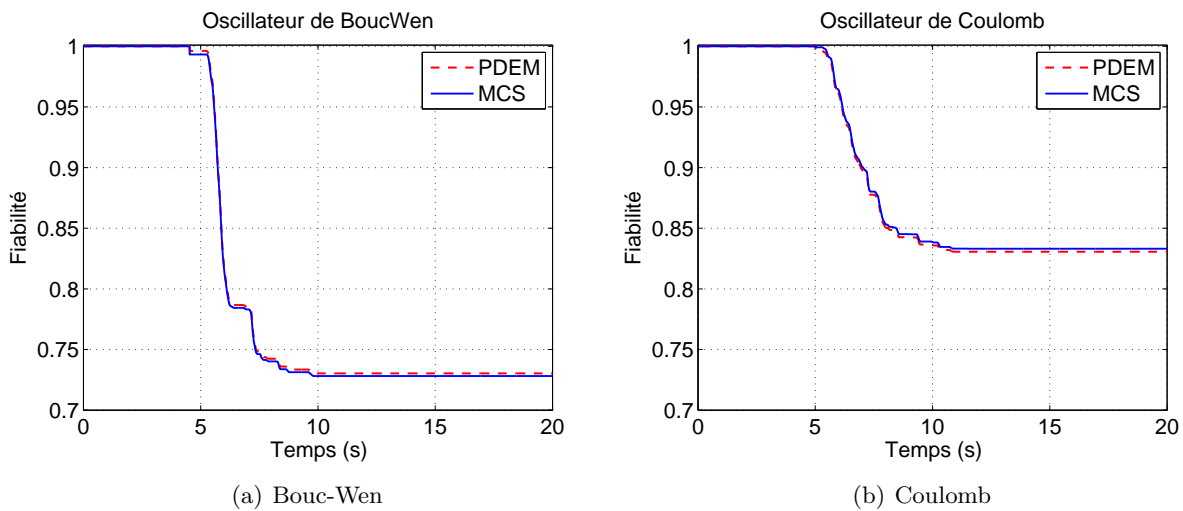 Oscillateur de BoucWen
1
0.95
0.9
0.85
0.8
0.75
0.7
Fiabilité
0
5
10
15
20
Temps (s)
PDEM
MCS
(a) Bouc-Wen
Oscillateur de Coulomb
1
0.95
0.9
0.85
0.8
0.75
0.7
Fiabilité
0
5
10
15
20
Temps (s)
PDEM
MCS
(b) Coulomb